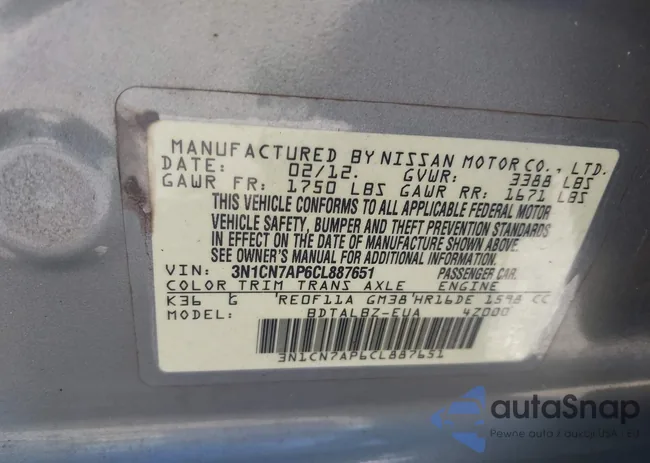 MANUFACTURED BY NISSAN MOTOR CO., LTD.
DATE: 02/12. GVWR: 3388 LBS
GAWR FR: 1750 LBS GAWR RR: 1671 LBS
THIS VEHICLE CONFORMS TO ALL APPLICABLE FEDERAL MOTOR
VEHICLE SAFETY, BUMPER AND THEFT PREVENTION STANDARDS
IN EFFECT ON THE DATE OF MANUFACTURE SHOWN ABOVE.
SEE OWNER'S MANUAL FOR ADDITIONAL INFORMATION.
VIN: 3N1CN7AP6CL887651 PASSENGER CAR.
COLOR TRIM TRANS AXLE ENGINE
K36 RE0F11A GM38 HR16DE 1598 CC
MODEL: BDTALBZ-EUA 4Z000
3N1CN7AP6CL887651
autaSnap
Pewne auto /